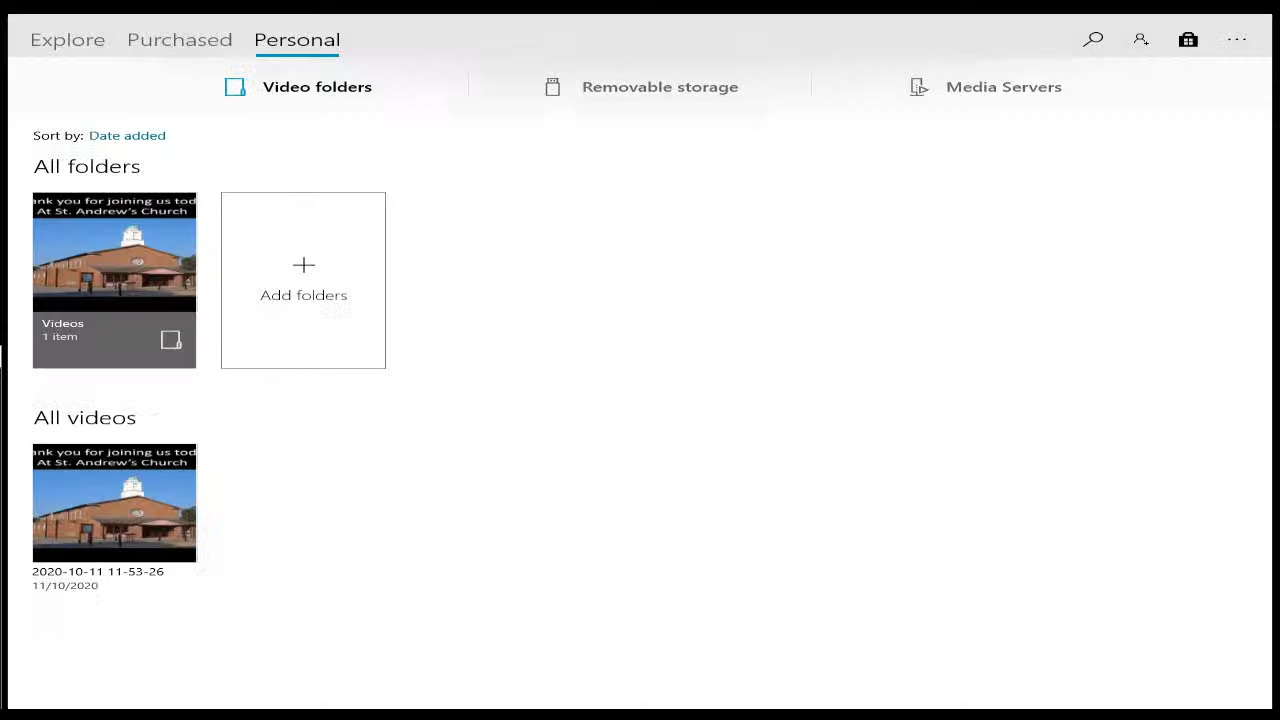 Explore Purchased Personal
Video folders Removable storage Media Servers
Sort by: Date added
All folders
ank you for joining us tod
At St. Andrew's Church
Videos
1 item
Add folders
All videos
ank you for joining us tod
At St. Andrew's Church
2020-10-11 11-53-26
11/10/2020